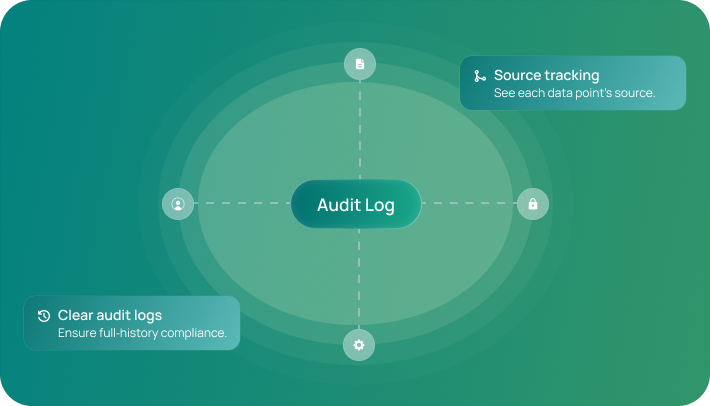 Source tracking
See each data point's source.
Audit Log
Clear audit logs
Ensure full-history compliance.